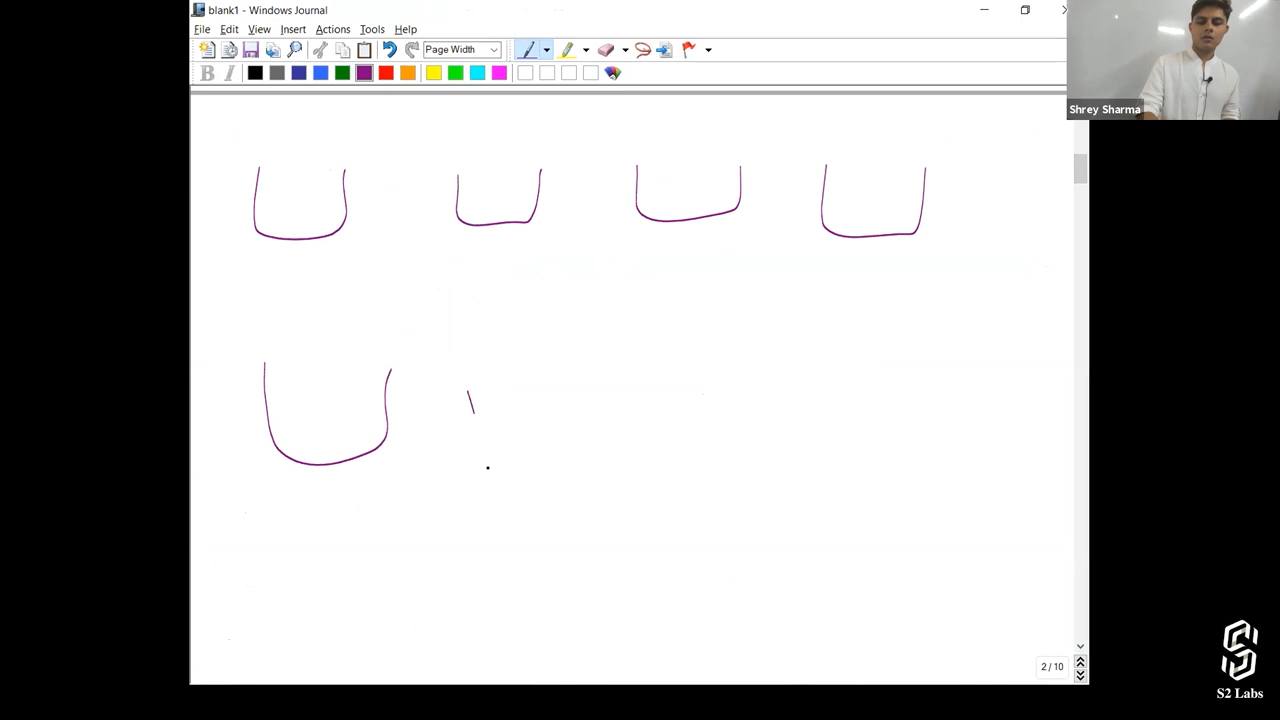 blank1 - Windows Journal
File Edit View Insert Actions Tools Help
Page Width
B I
Shrey Sharma
2 / 10
S2 Labs